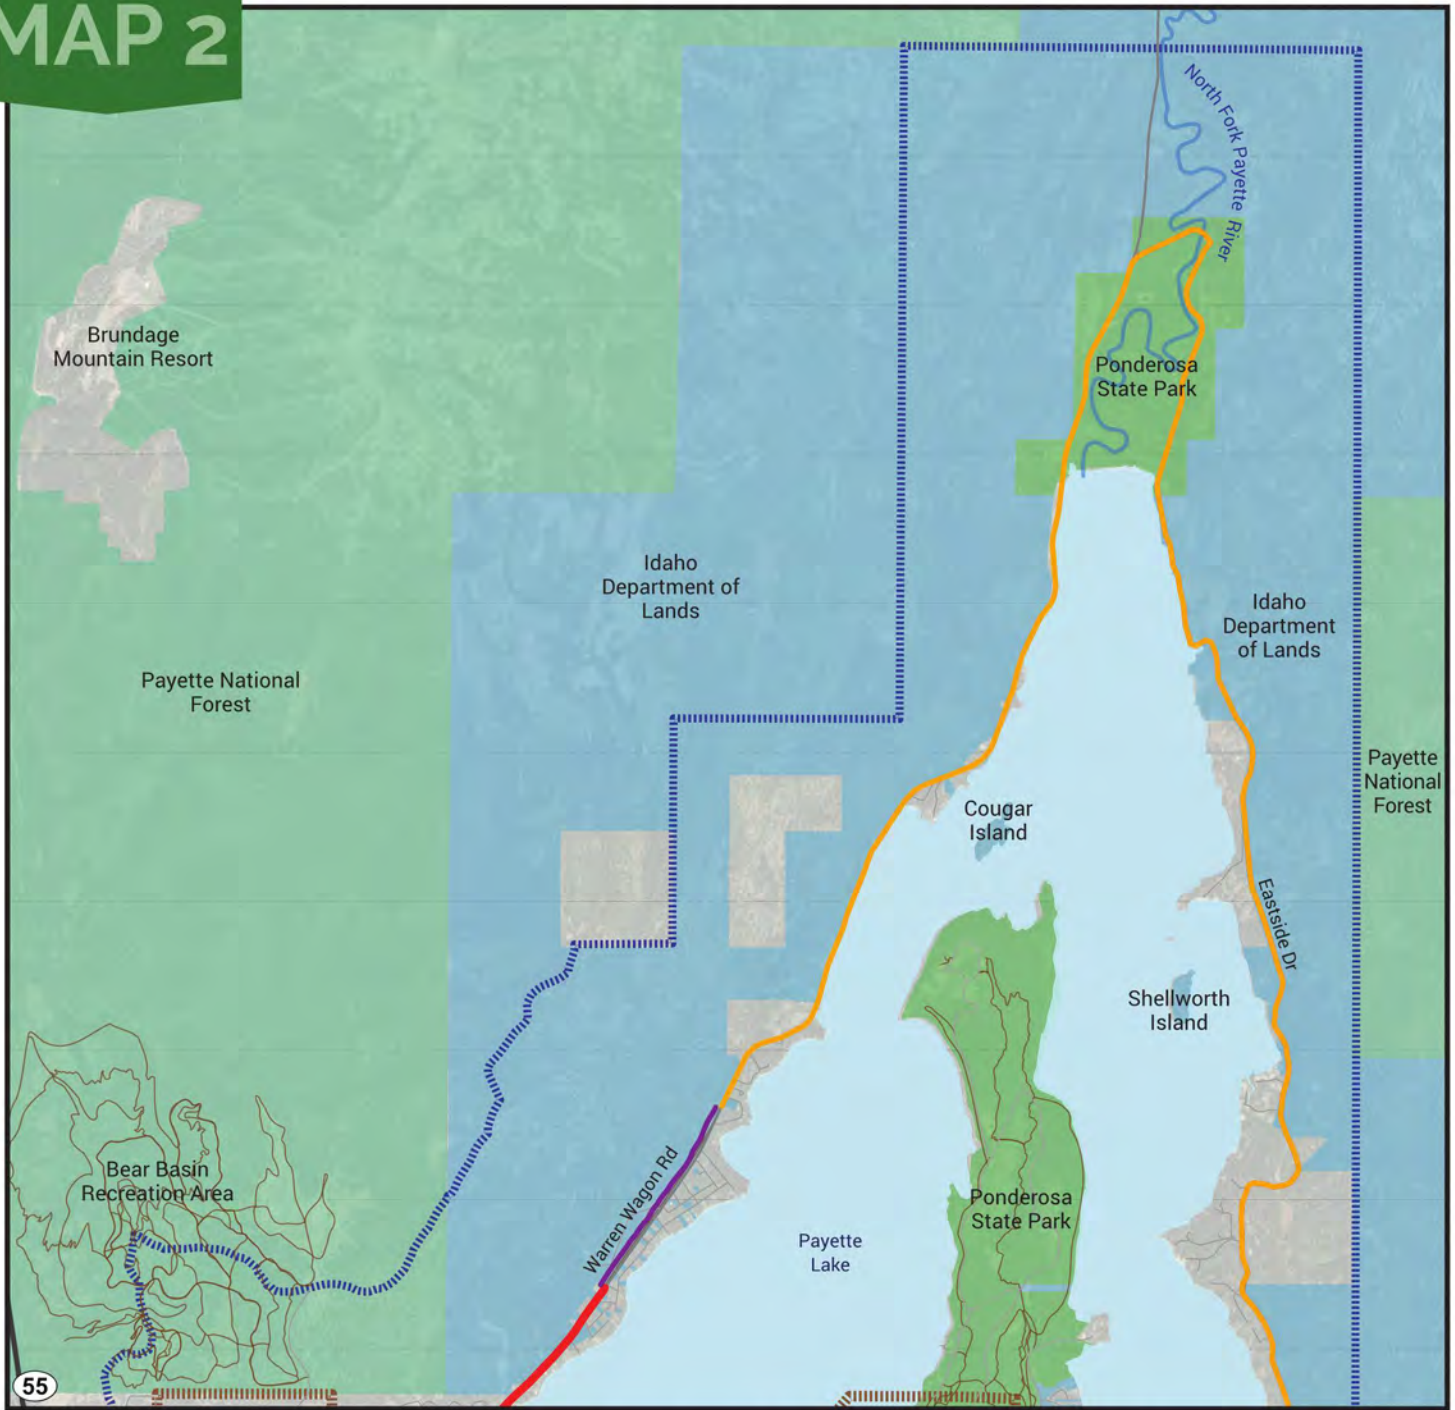 MAP 2
North Fork Payette River
Brundage
Mountain Resort
Ponderosa
State Park
Idaho
Department of
Lands
Idaho
Department
of Lands
Payette National
Forest
Payette
National
Forest
Cougar
Island
Eastside Dr
Shellworth
Island
Bear Basin
Recreation Area
Warren Wagon Rd
Ponderosa
State Park
Payette
Lake
55